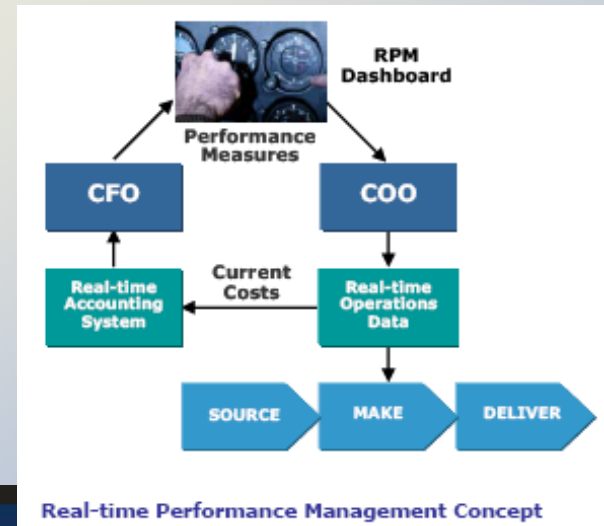 RPM
Dashboard
Performance
Measures
CFO
COO
Real-time
Accounting
System
Current
Costs
Real-time
Operations
Data
SOURCE
MAKE
DELIVER
Real-time Performance Management Concept